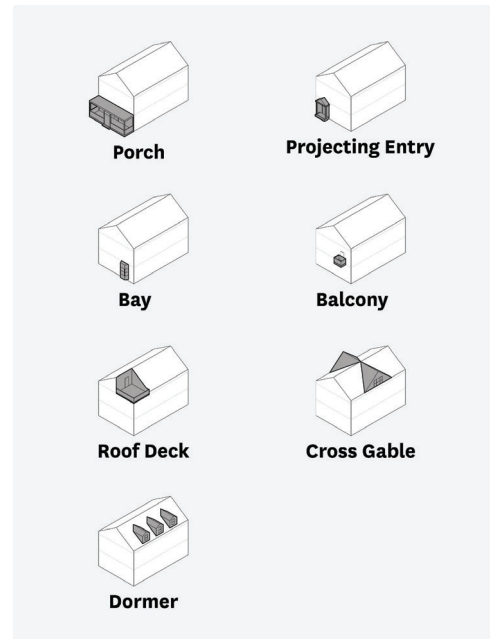 Porch
Projecting Entry
Bay
Balcony
Roof Deck
Cross Gable
Dormer